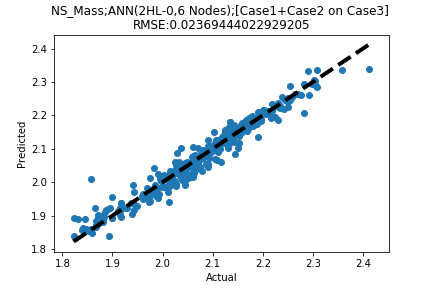 NS_Mass;ANN(2HL-0,6 Nodes);[Case1+Case2 on Case3]
RMSE:0.02369444022929205
2.4
2.3
2.2
2.1
2.0
1.9
1.8
Predicted
1.8 1.9 2.0 2.1 2.2 2.3 2.4
Actual